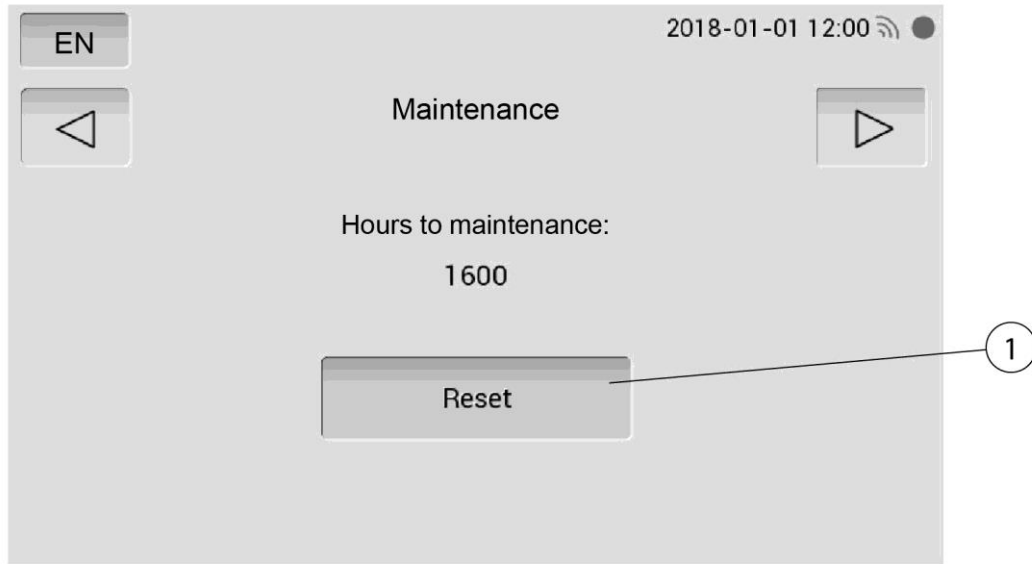 EN
2018-01-01 12:00
Maintenance
Hours to maintenance:
1600
1
Reset